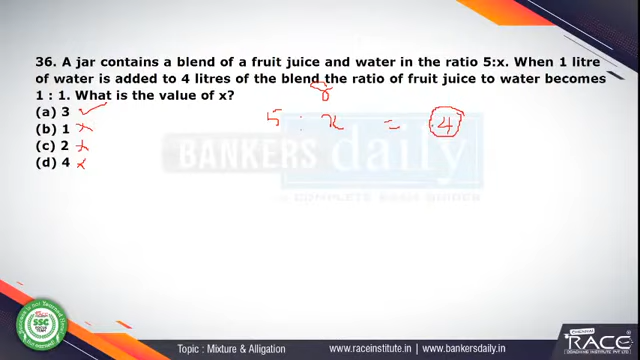 36. A jar contains a blend of a fruit juice and water in the ratio 5:x. When 1 litre
of water is added to 4 litres of the blend the ratio of fruit juice to water becomes
1 : 1. What is the value of x?
(a) 3
(b) 1
(c) 2
(d) 4
5 : x = 4
BANKERS daily
Topic : Mixture & Alligation
www.raceinstitute.in | www.bankersdaily.in
SSC
RACE